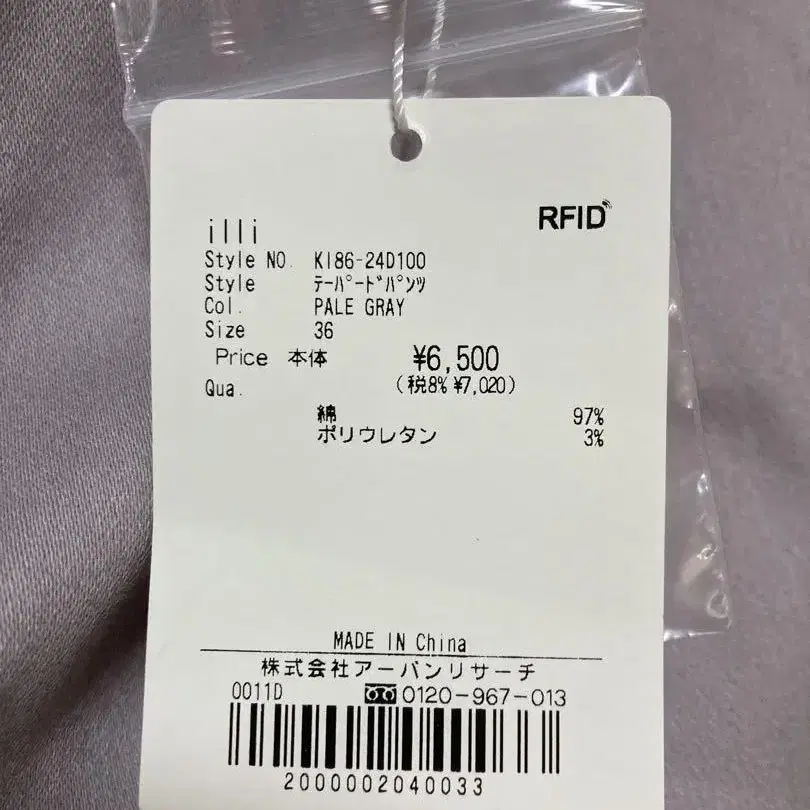 RFID
illi
Style NO. KI86-24D100
Style ﾃｰﾊﾟｰﾄﾞﾊﾟﾝﾂ
Col. PALE GRAY
Size 36
Price 本体 ¥6,500
Qua. (税8% ¥7,020)
綿 97%
ポリウレタン 3%
MADE IN China
株式会社アーバンリサーチ
0011D 0120-967-013
2000002040033